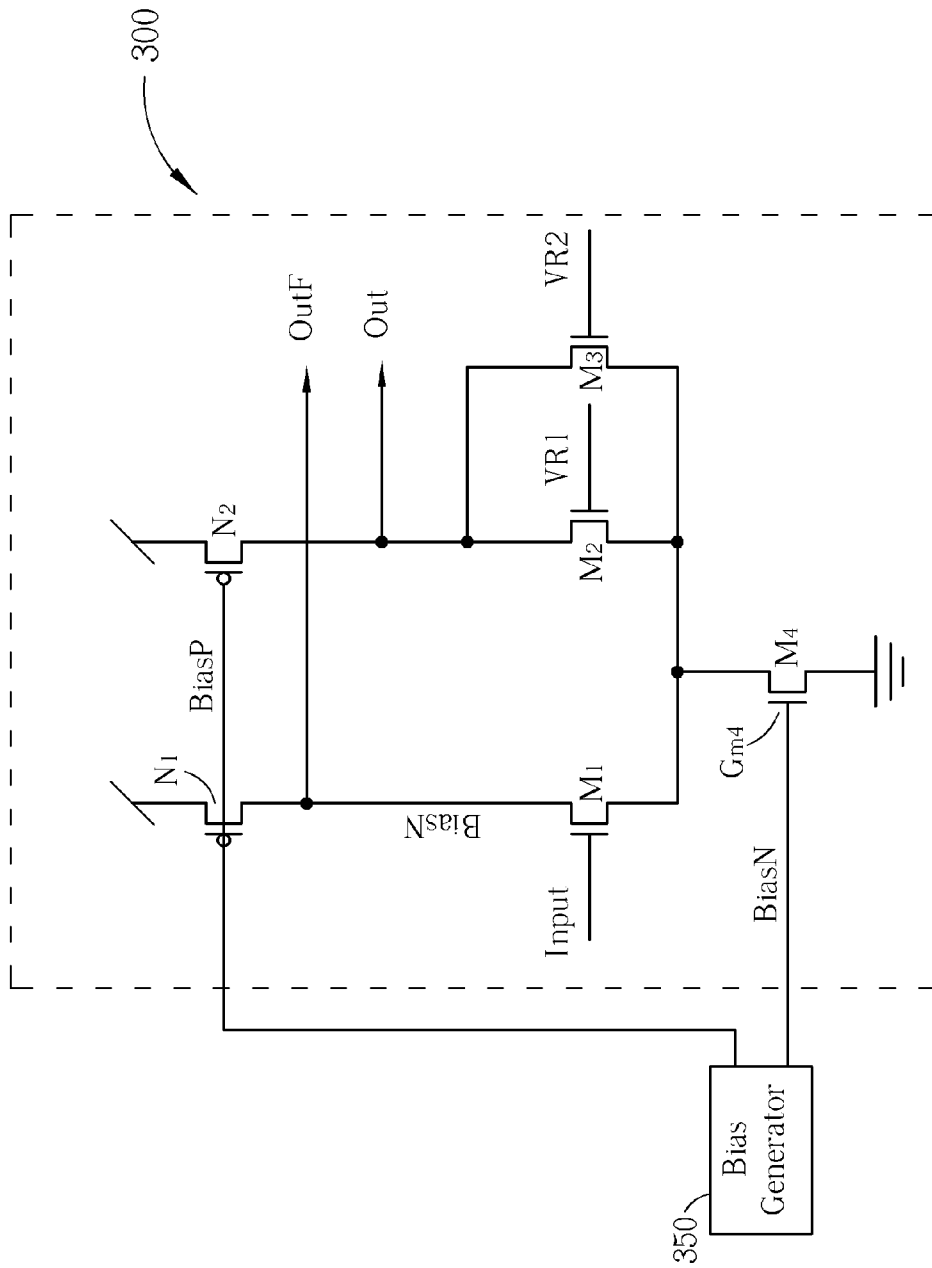 300
N1
BiasP
N2
OutF
Out
BiasN
Input
M1
M2
VR1
M3
VR2
Gm4
M4
BiasN
350
Bias
Generator